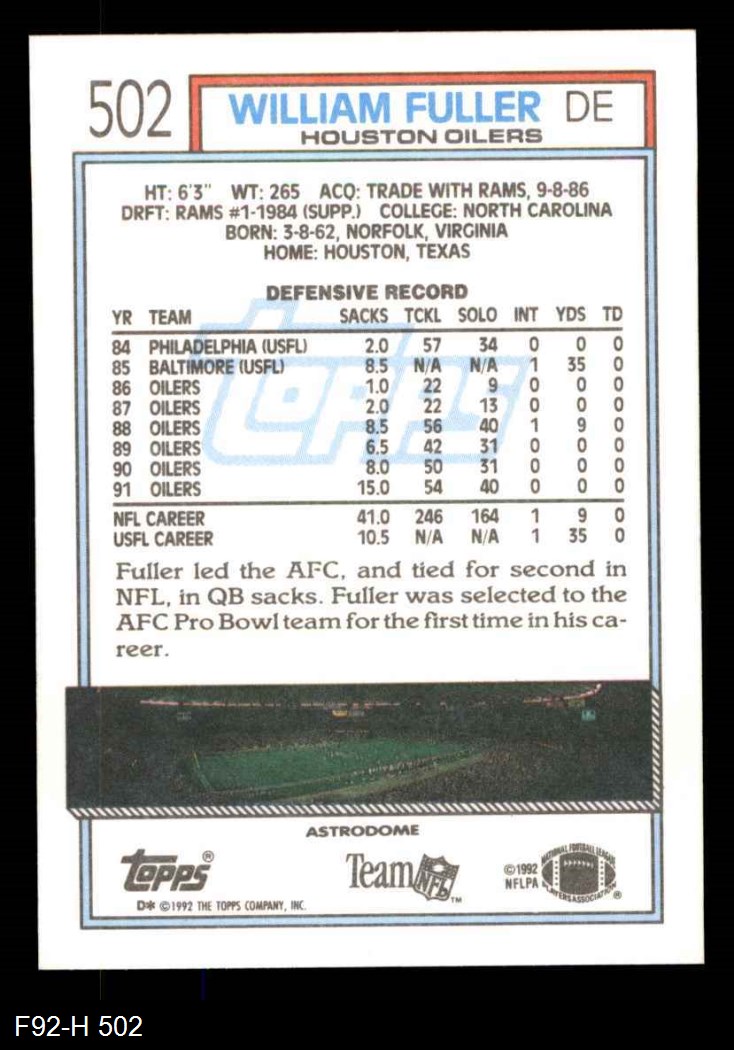 502
WILLIAM FULLER DE
HOUSTON OILERS
HT: 6'3" WT: 265 ACQ: TRADE WITH RAMS, 9-8-86
DRFT: RAMS #1-1984 (SUPP.) COLLEGE: NORTH CAROLINA
BORN: 3-8-62, NORFOLK, VIRGINIA
HOME: HOUSTON, TEXAS
DEFENSIVE RECORD
YR TEAM SACKS TCKL SOLO INT YDS TD
84 PHILADELPHIA (USFL) 2.0 57 34 0 0 0
85 BALTIMORE (USFL) 8.5 N/A N/A 1 35 0
86 OILERS 1.0 22 9 0 0 0
87 OILERS 2.0 22 13 0 0 0
88 OILERS 8.5 56 40 1 9 0
89 OILERS 6.5 42 31 0 0 0
90 OILERS 8.0 50 31 0 0 0
91 OILERS 15.0 54 40 0 0 0
NFL CAREER 41.0 246 164 1 9 0
USFL CAREER 10.5 N/A N/A 1 35 0
topps
Fuller led the AFC, and tied for second in
NFL, in QB sacks. Fuller was selected to the
AFC Pro Bowl team for the first time in his ca-
reer.
ASTRODOME
topps®
Team NFL™
©1992
NFLPA
NATIONAL FOOTBALL LEAGUE
PLAYERS ASSOCIATION ®
D* ©1992 THE TOPPS COMPANY, INC.
F92-H 502